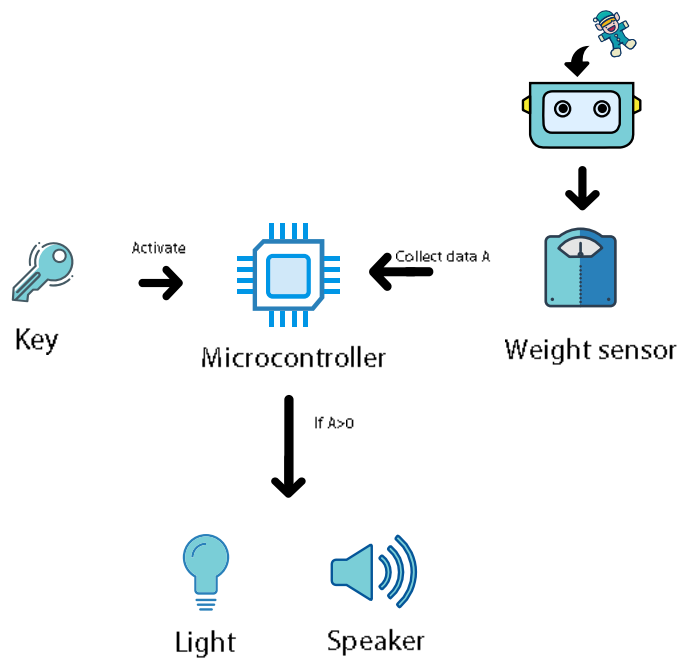 Activate
Collect data A
Key
Microcontroller
Weight sensor
If A>0
Light
Speaker